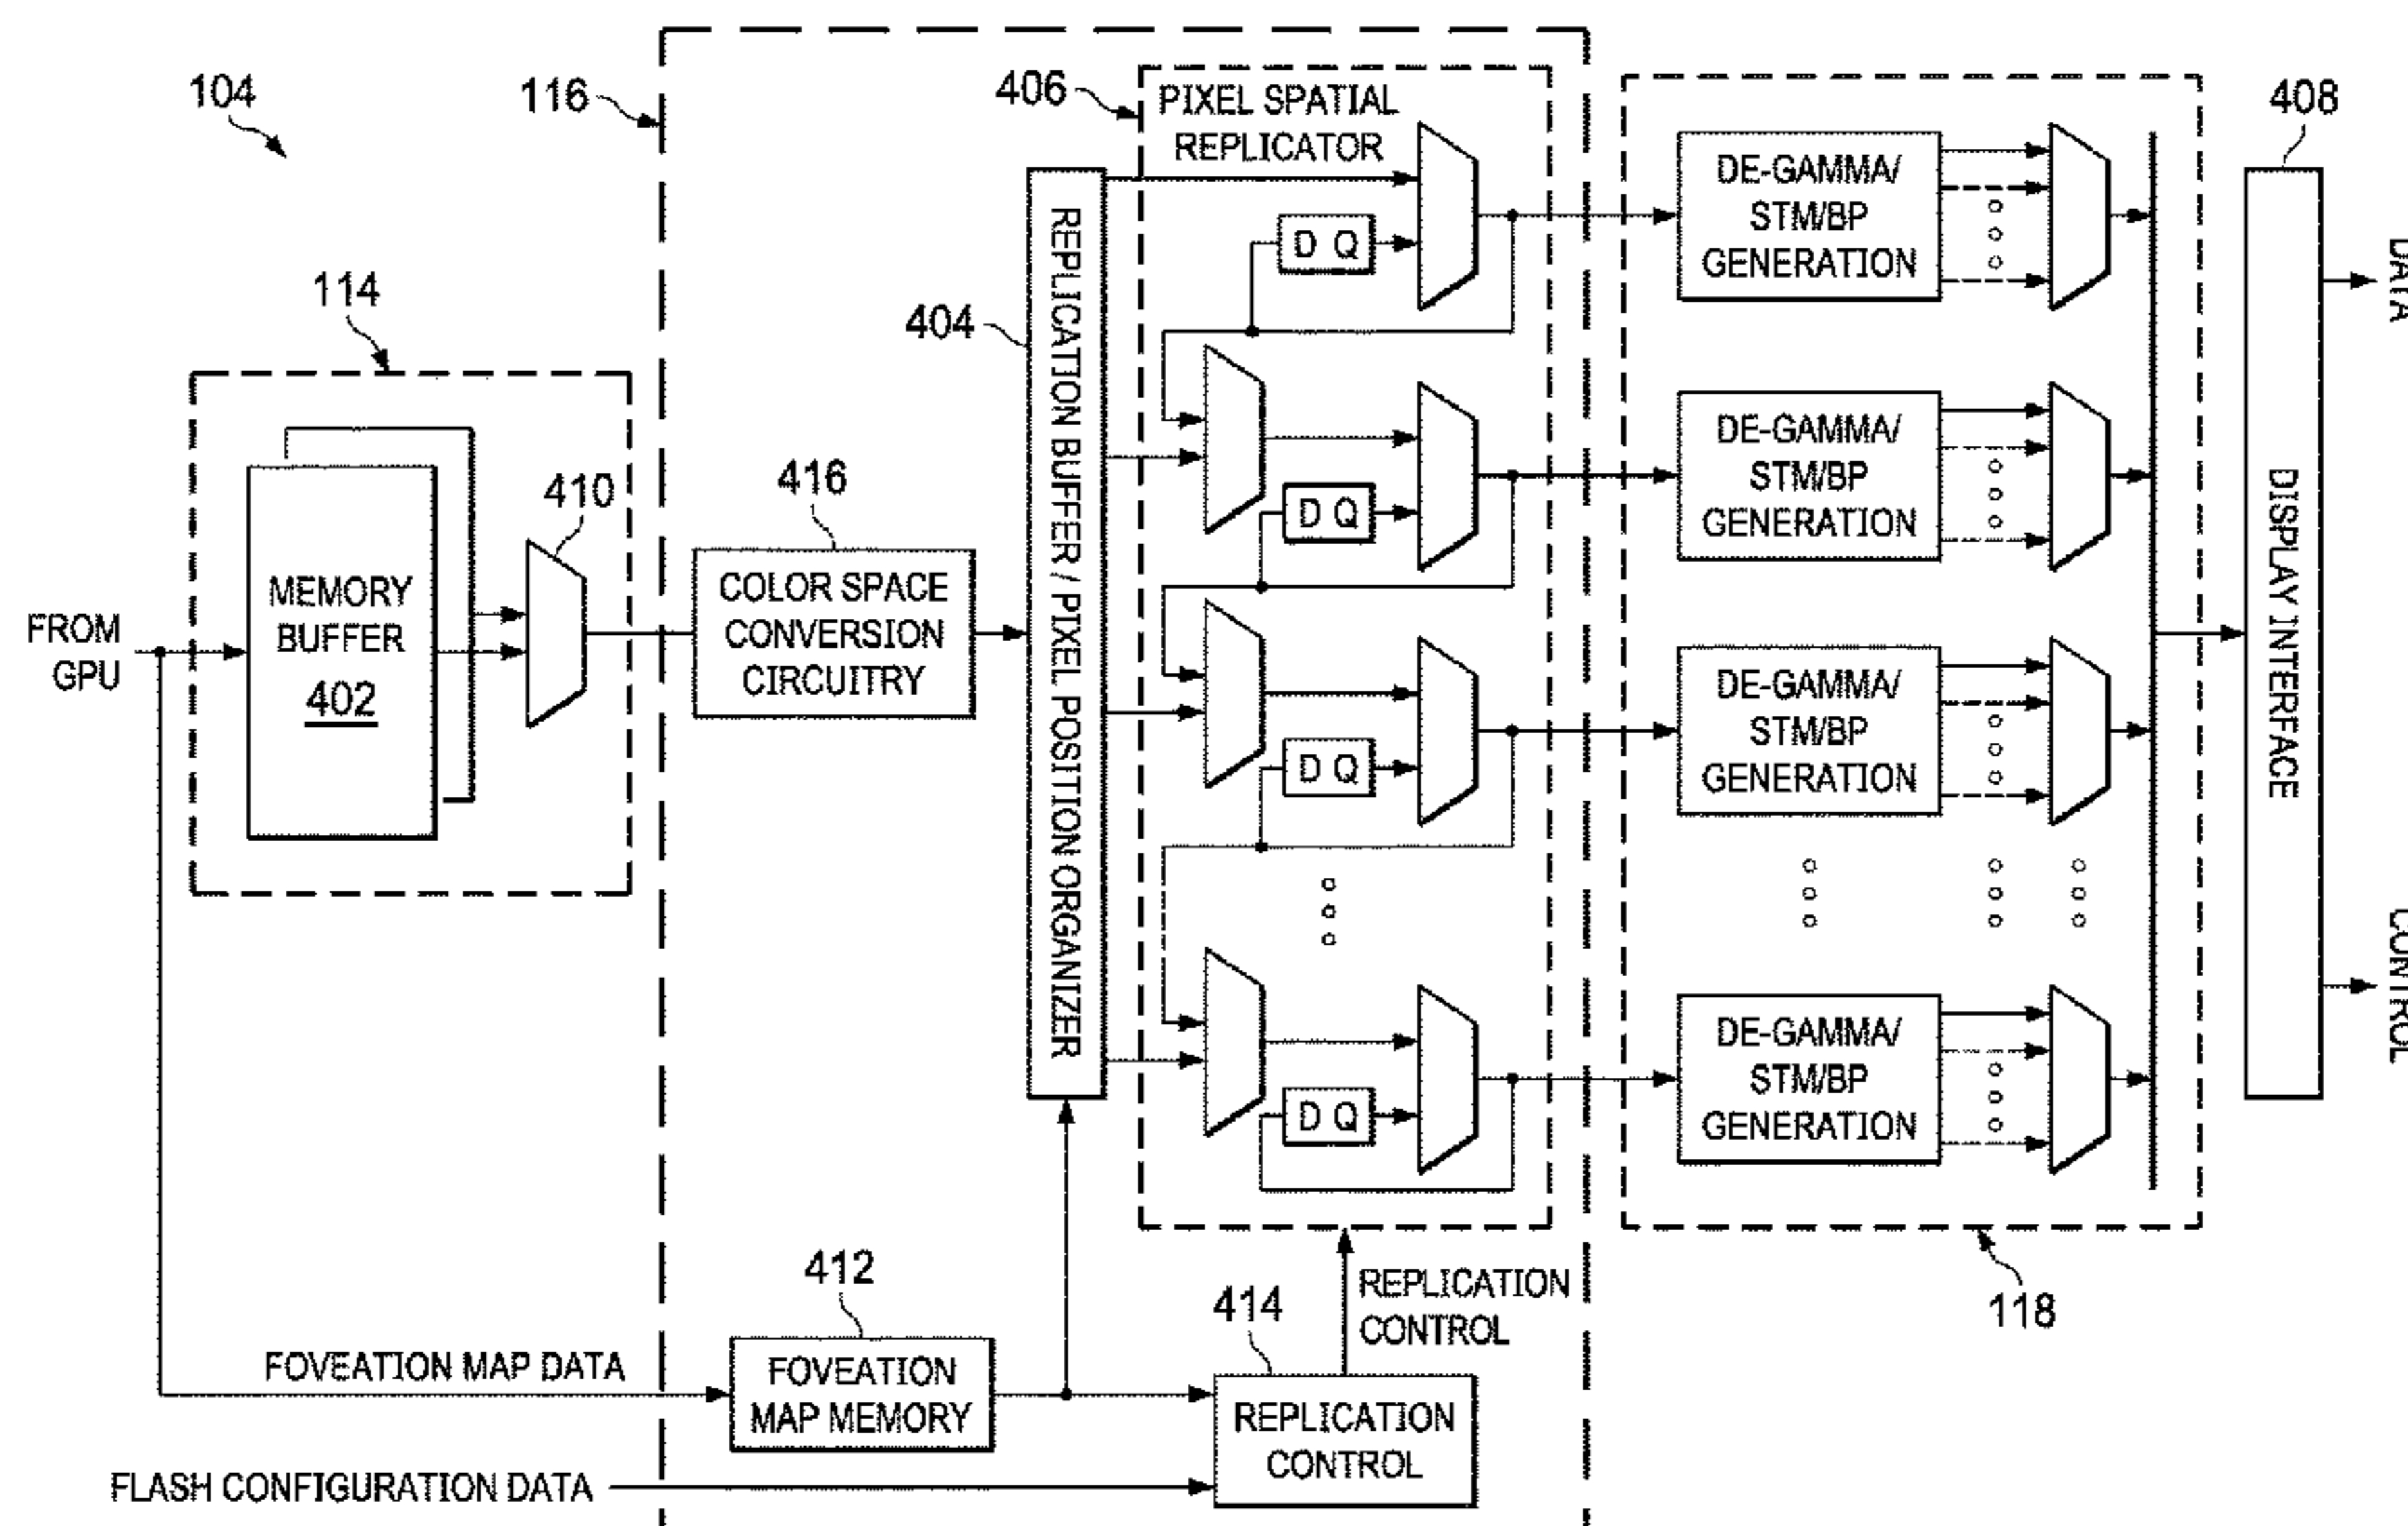 104
116
406
PIXEL SPATIAL
REPLICATOR
408
DE-GAMMA/
STM/BP
GENERATION
D Q
DATA
114
404
REPLICATION BUFFER / PIXEL POSITION ORGANIZER
DE-GAMMA/
STM/BP
GENERATION
D Q
DISPLAY INTERFACE
410
416
MEMORY
BUFFER
402
FROM
GPU
COLOR SPACE
CONVERSION
CIRCUITRY
DE-GAMMA/
STM/BP
GENERATION
D Q
CONTROL
DE-GAMMA/
STM/BP
GENERATION
D Q
412
414
REPLICATION
CONTROL
118
FOVEATION MAP DATA
FOVEATION
MAP MEMORY
REPLICATION
CONTROL
FLASH CONFIGURATION DATA